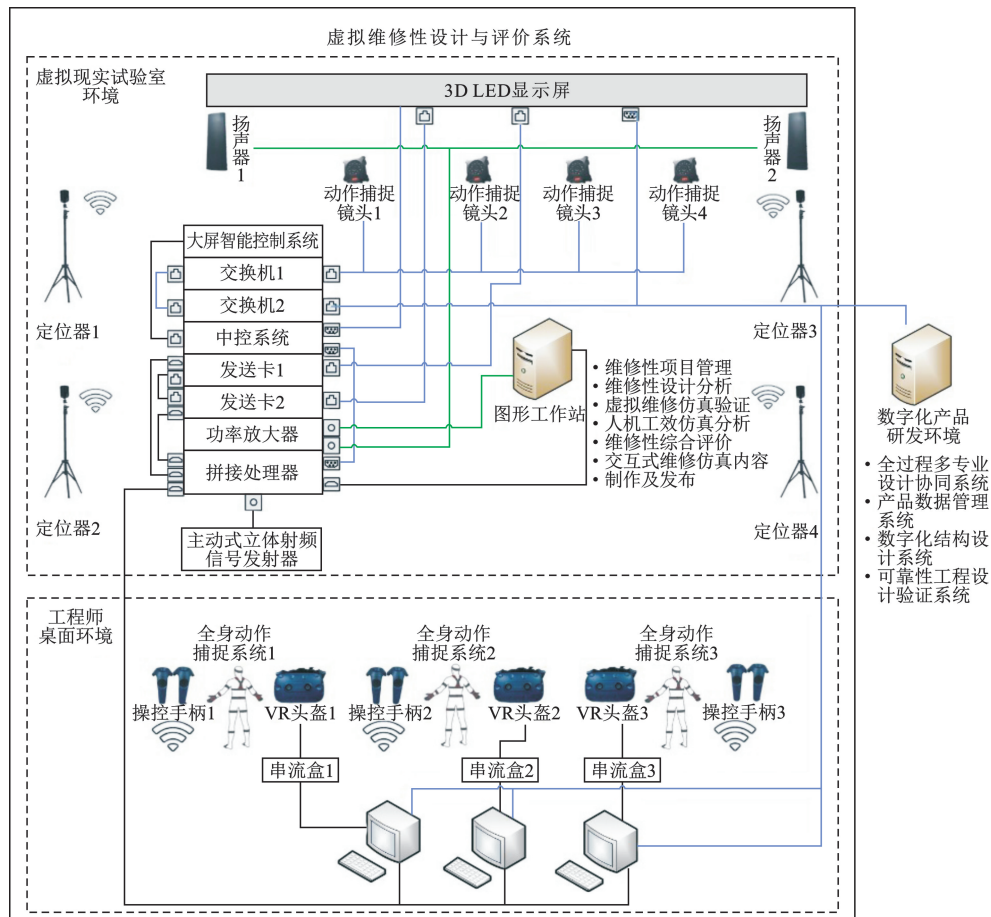 虚拟维修性设计与评价系统
虚拟现实试验室
环境
3D LED显示屏
扬
声
器
1
扬
声
器
2
动作捕捉
镜头1
动作捕捉
镜头2
动作捕捉
镜头3
动作捕捉
镜头4
定位器1
定位器2
定位器3
定位器4
大屏智能控制系统
交换机1
交换机2
中控系统
发送卡1
发送卡2
功率放大器
拼接处理器
主动式立体射频
信号发射器
图形工作站
• 维修性项目管理
• 维修性设计分析
• 虚拟维修仿真验证
• 人机工效仿真分析
• 维修性综合评价
• 交互式维修仿真内容
• 制作及发布
数字化产品
研发环境
• 全过程多专业
设计协同系统
• 产品数据管理
系统
• 数字化结构设
计系统
• 可靠性工程设
计验证系统
工程师
桌面环境
全身动作
捕捉系统1
全身动作
捕捉系统2
全身动作
捕捉系统3
操控手柄1
VR头盔1
操控手柄2
VR头盔2
VR头盔3
操控手柄3
串流盒1
串流盒2
串流盒3